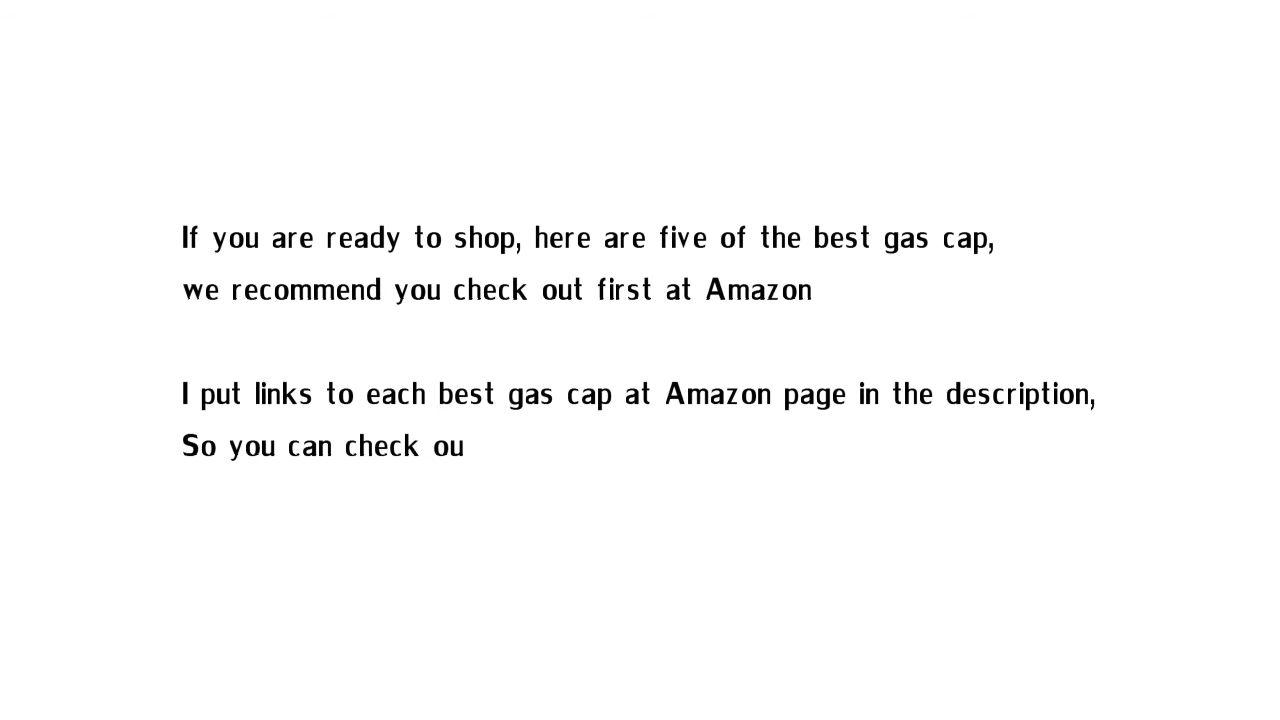 If you are ready to shop, here are five of the best gas cap,
we recommend you check out first at Amazon
I put links to each best gas cap at Amazon page in the description,
So you can check ou